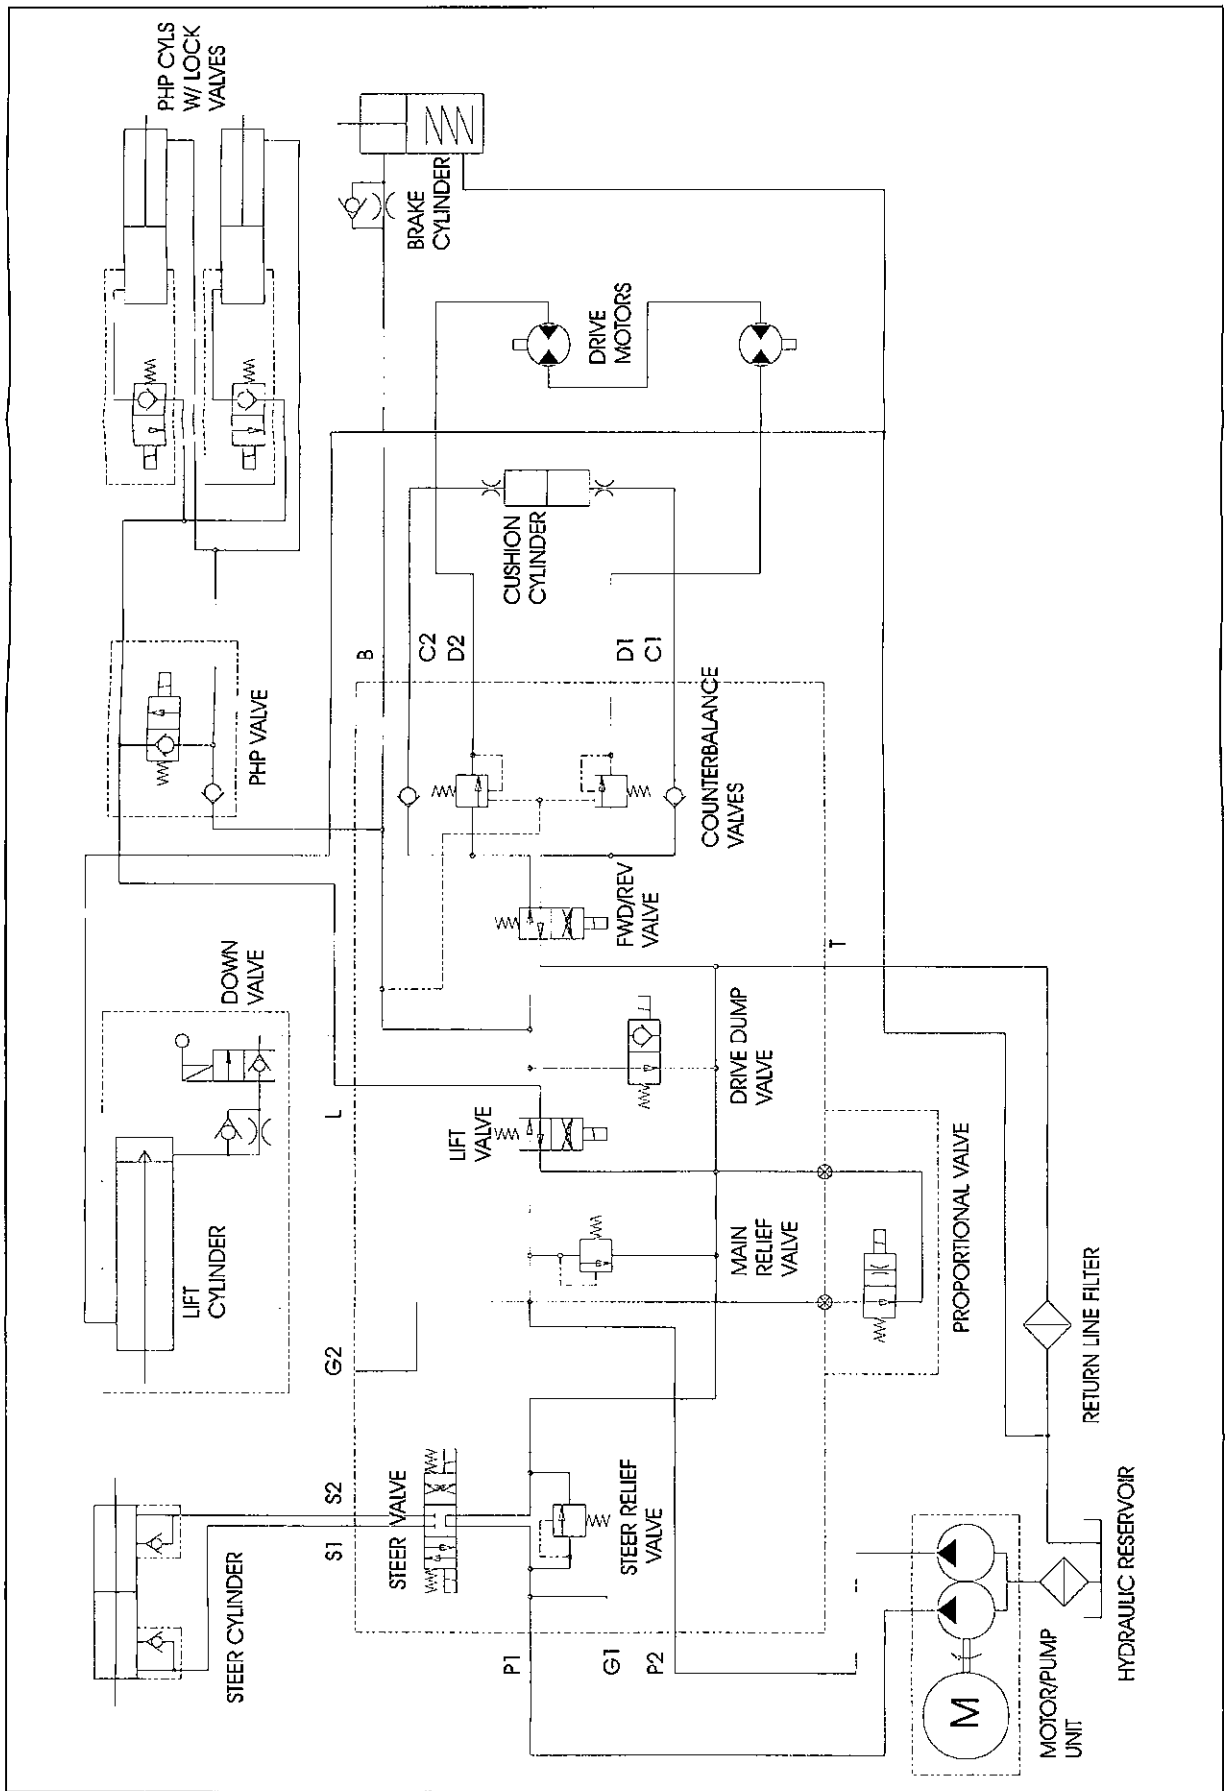 STEER CYLINDER
LIFT
CYLINDER
DOWN
VALVE
PHP VALVE
PHP CYLS
W/ LOCK
VALVES
S1
S2
G2
L
B
BRAKE
CYLINDER
STEER VALVE
LIFT
VALVE
FWD/REV
VALVE
C2
D2
D1
C1
CUSHION
CYLINDER
DRIVE
MOTORS
P1
G1
P2
STEER RELIEF
VALVE
MAIN
RELIEF
VALVE
DRIVE DUMP
VALVE
COUNTERBALANCE
VALVES
T
PROPORTIONAL VALVE
M
MOTOR/PUMP
UNIT
HYDRAULIC RESERVOIR
RETURN LINE FILTER